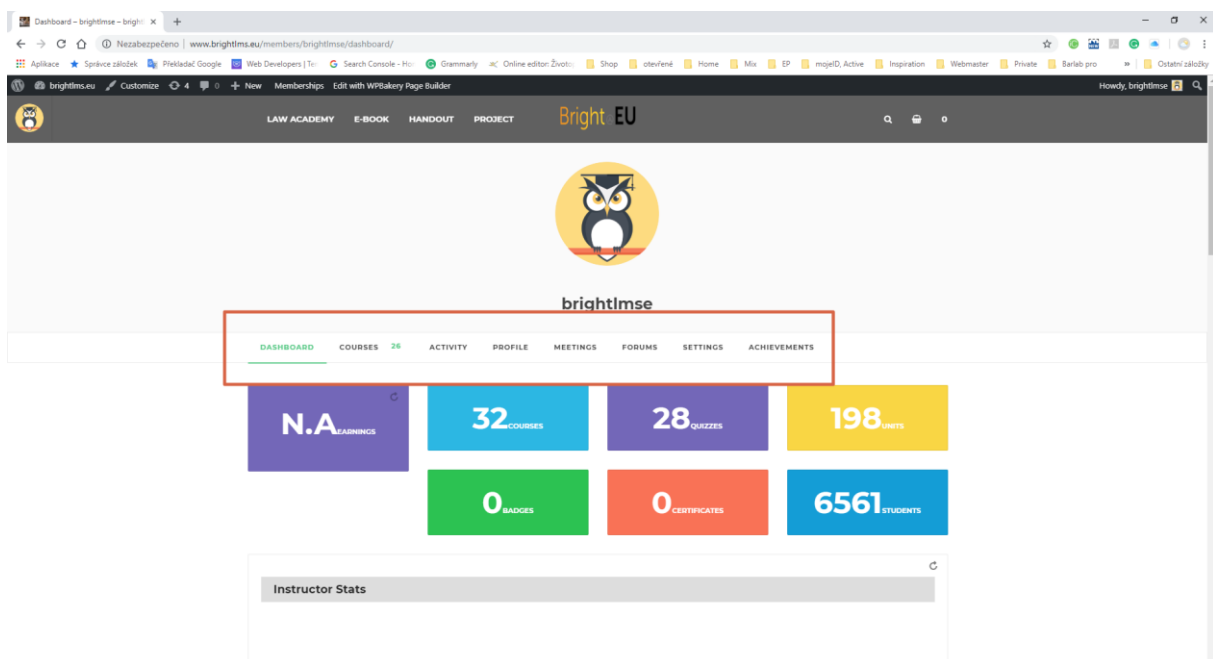 Dashboard – brightlmse – bright
Nezabezpečeno | www.brightlms.eu/members/brightlmse/dashboard/
Aplikace Správce záložek Překladač Google Web Developers | Te Search Console - Ho Grammarly Online editor: Životo Shop otevřené Home Mix EP mojeID, Active Inspiration Webmaster Private Barlab pro » Ostatní záložky
brightlms.eu Customize 4 0 + New Memberships Edit with WPBakery Page Builder Howdy, brightlmse
LAW ACADEMY E-BOOK HANDOUT PROJECT Bright EU 0
brightlmse
DASHBOARD COURSES 26 ACTIVITY PROFILE MEETINGS FORUMS SETTINGS ACHIEVEMENTS
N.A EARNINGS 32 COURSES 28 QUIZZES 198 UNITS
0 BADGES 0 CERTIFICATES 6561 STUDENTS
Instructor Stats